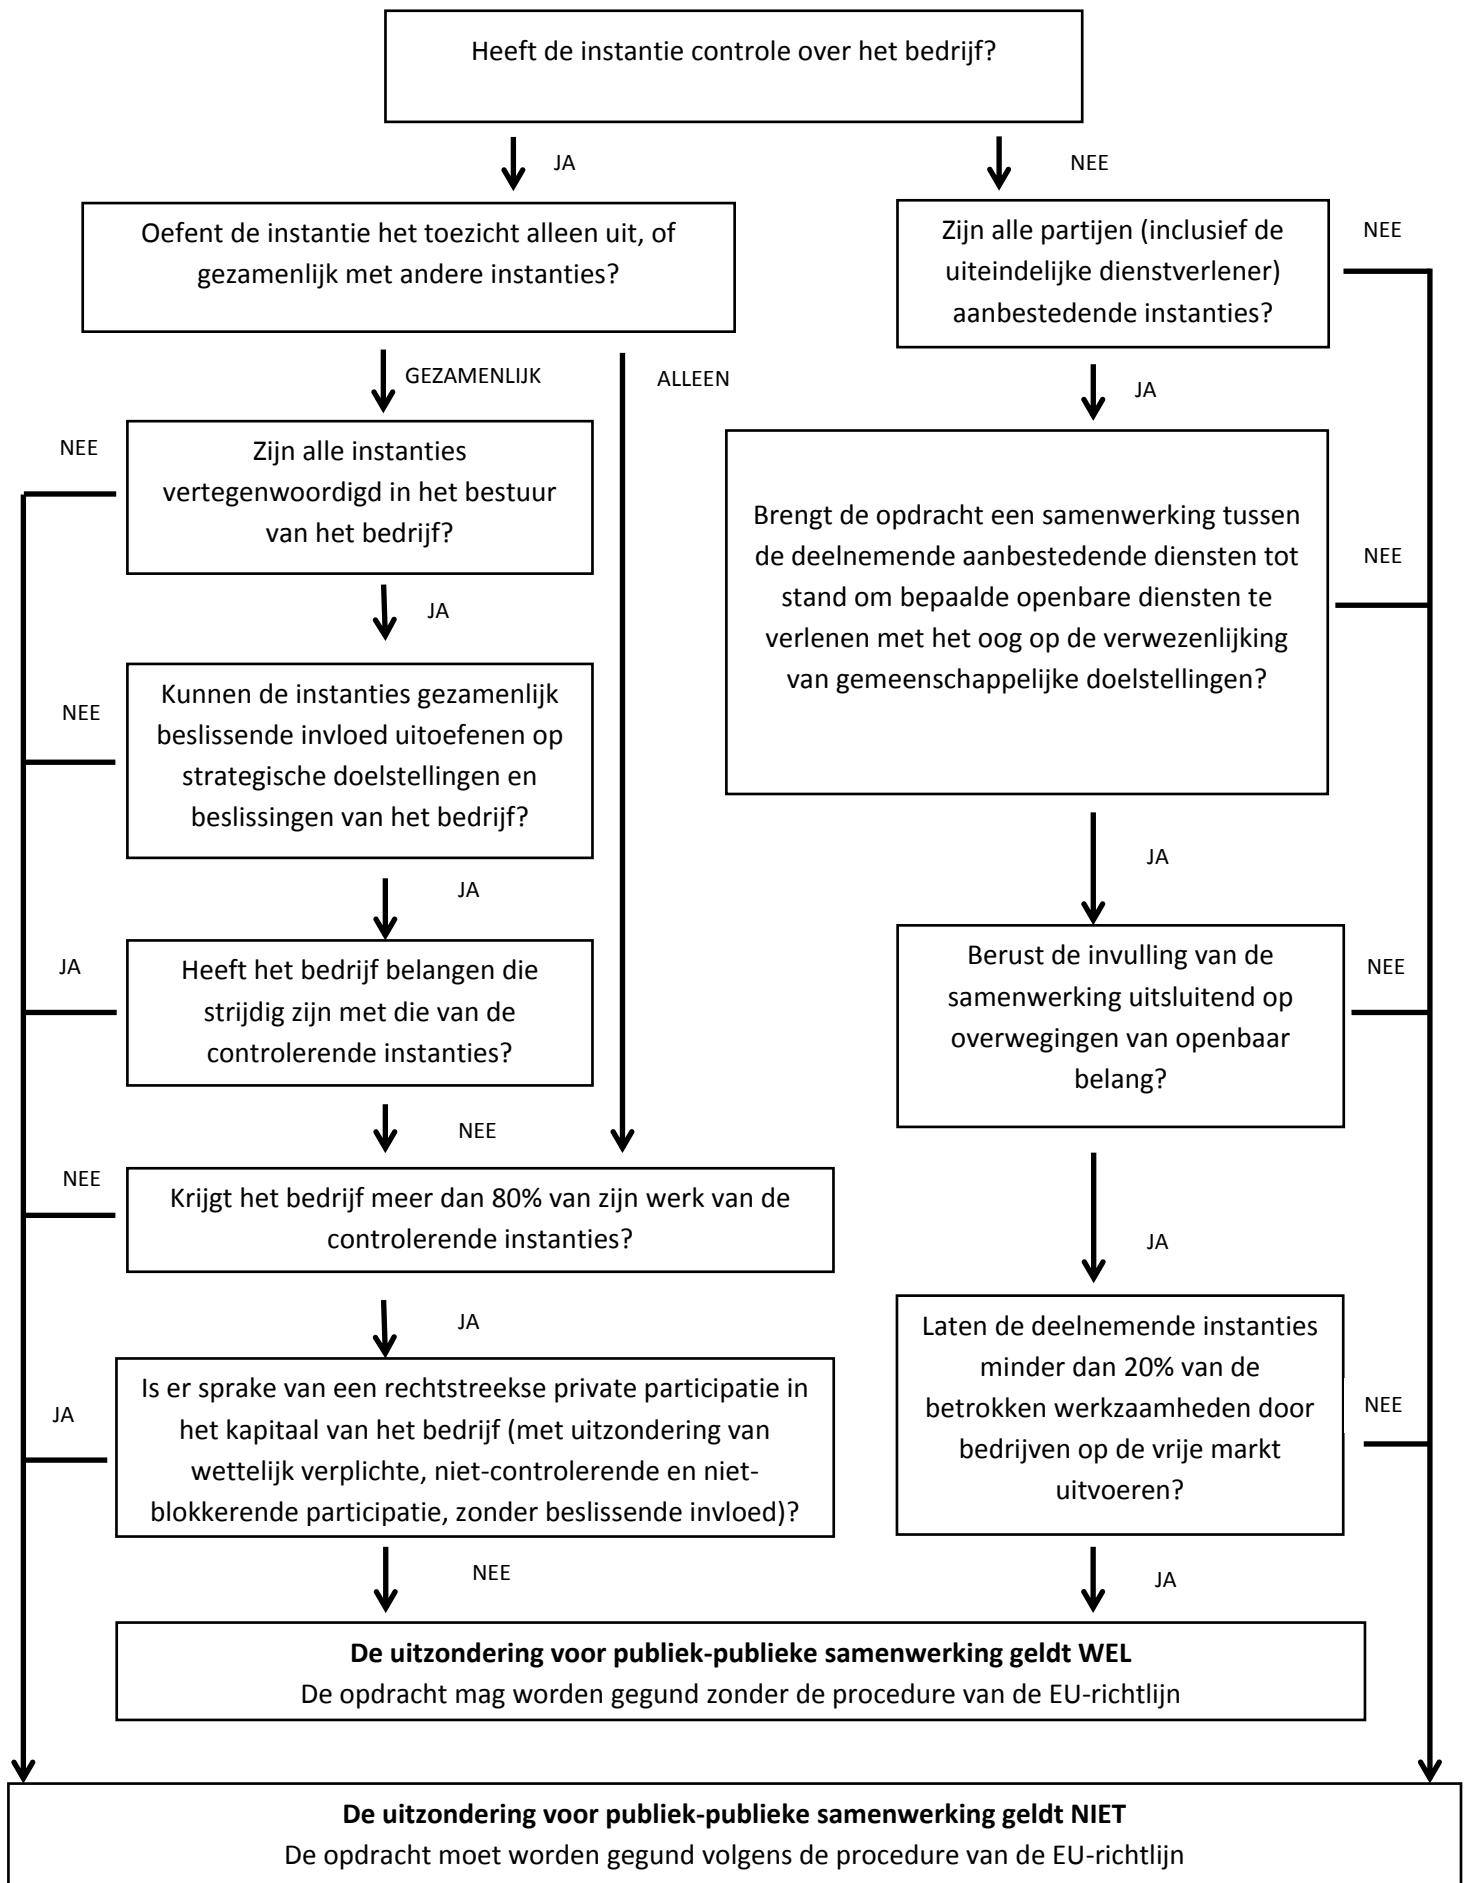 Heeft de instantie controle over het bedrijf?
JA
NEE
Oefent de instantie het toezicht alleen uit, of
gezamenlijk met andere instanties?
Zijn alle partijen (inclusief de
uiteindelijke dienstverlener)
aanbestedende instanties?
NEE
GEZAMENLIJK
ALLEEN
JA
NEE
Zijn alle instanties
vertegenwoordigd in het bestuur
van het bedrijf?
Brengt de opdracht een samenwerking tussen
de deelnemende aanbestedende diensten tot
stand om bepaalde openbare diensten te
verlenen met het oog op de verwezenlijking
van gemeenschappelijke doelstellingen?
NEE
JA
NEE
Kunnen de instanties gezamenlijk
beslissende invloed uitoefenen op
strategische doelstellingen en
beslissingen van het bedrijf?
JA
JA
JA
Heeft het bedrijf belangen die
strijdig zijn met die van de
controlerende instanties?
Berust de invulling van de
samenwerking uitsluitend op
overwegingen van openbaar
belang?
NEE
NEE
NEE
Krijgt het bedrijf meer dan 80% van zijn werk van de
controlerende instanties?
JA
JA
JA
Is er sprake van een rechtstreekse private participatie in
het kapitaal van het bedrijf (met uitzondering van
wettelijk verplichte, niet-controlerende en niet-
blokkerende participatie, zonder beslissende invloed)?
Laten de deelnemende instanties
minder dan 20% van de
betrokken werkzaamheden door
bedrijven op de vrije markt
uitvoeren?
NEE
NEE
JA
De uitzondering voor publiek-publieke samenwerking geldt WEL
De opdracht mag worden gegund zonder de procedure van de EU-richtlijn
De uitzondering voor publiek-publieke samenwerking geldt NIET
De opdracht moet worden gegund volgens de procedure van de EU-richtlijn